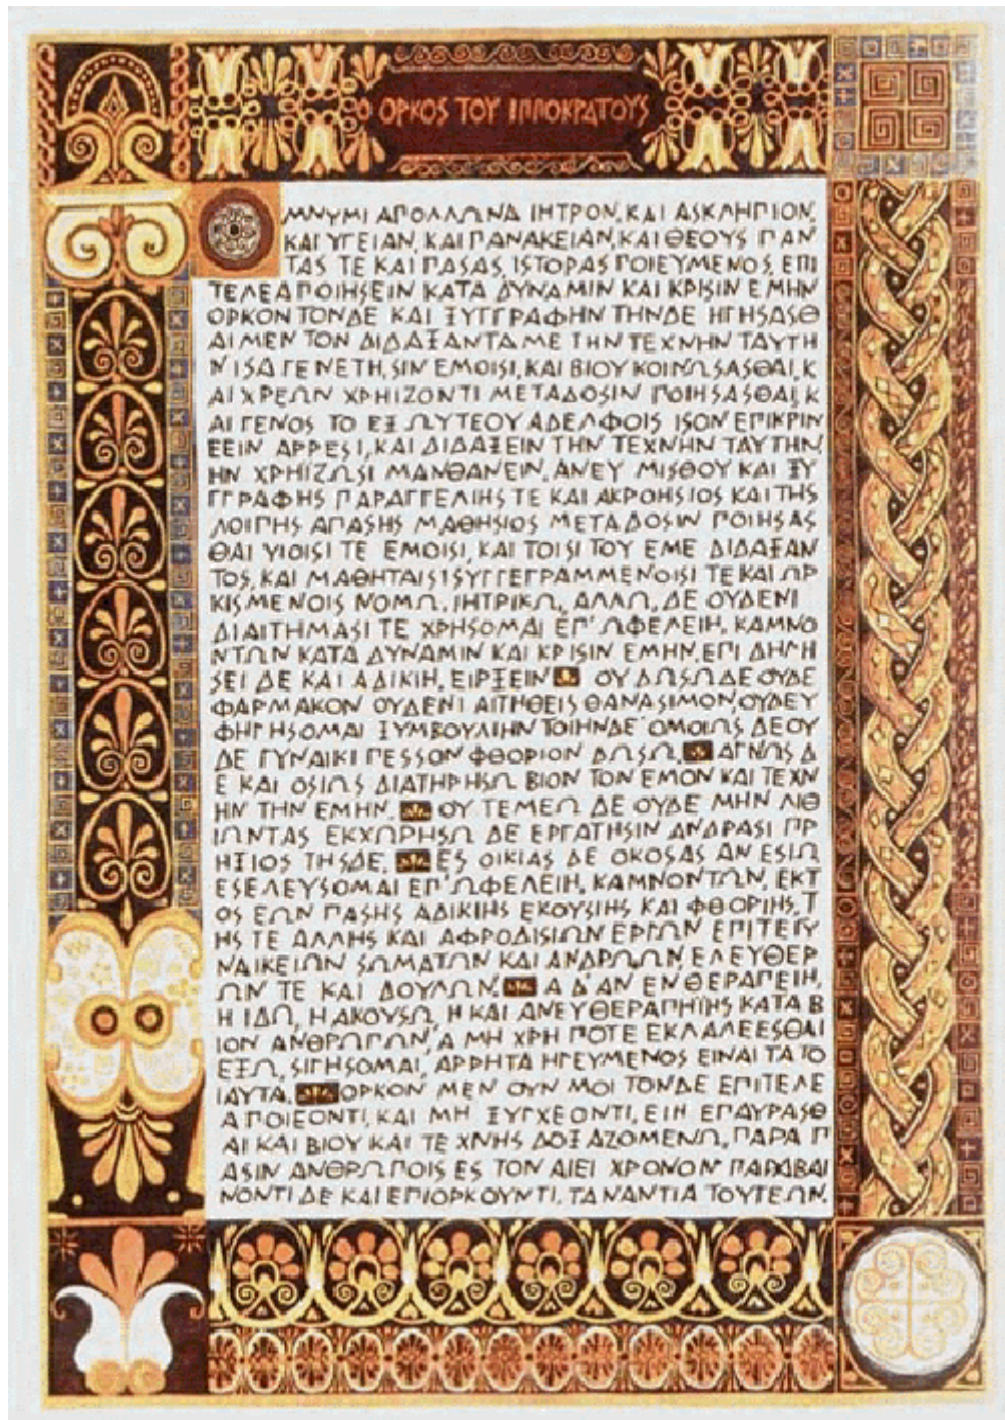 Ο ΟΡΚΟΣ ΤΟΥ ΙΠΠΟΚΡΑΤΟΥΣ
ΟΜΝΥΜΙ ΑΠΟΛΛΩΝΑ ΙΗΤΡΟΝ, ΚΑΙ ΑΣΚΛΗΠΙΟΝ,
ΚΑΙ ΥΓΕΙΑΝ, ΚΑΙ ΠΑΝΑΚΕΙΑΝ, ΚΑΙ ΘΕΟΥΣ ΠΑΝ
ΤΑΣ ΤΕ ΚΑΙ ΠΑΣΑΣ, ΙΣΤΟΡΑΣ ΠΟΙΕΥΜΕΝΟΣ, ΕΠΙ
ΤΕΛΕΑ ΠΟΙΗΣΕΙΝ ΚΑΤΑ ΔΥΝΑΜΙΝ ΚΑΙ ΚΡΙΣΙΝ ΕΜΗΝ
ΟΡΚΟΝ ΤΟΝΔΕ ΚΑΙ ΞΥΓΓΡΑΦΗΝ ΤΗΝΔΕ ΗΓΗΣΑΣΘ
ΑΙ ΜΕΝ ΤΟΝ ΔΙΔΑΞΑΝΤΑ ΜΕ ΤΗΝ ΤΕΧΝΗΝ ΤΑΥΤΗ
Ν ΙΣΑ ΓΕΝΕΤΗ,ΣΙΝ ΕΜΟΙΣΙ, ΚΑΙ ΒΙΟΥ ΚΟΙΝΩΣΑΣΘΑΙ, Κ
ΑΙ ΧΡΕΩΝ ΧΡΗΙΖΟΝΤΙ ΜΕΤΑΔΟΣΙΝ ΠΟΙΗΣΑΣΘΑΙ, Κ
ΑΙ ΓΕΝΟΣ ΤΟ ΕΞ ΩΥΤΕΟΥ ΑΔΕΛΦΟΙΣ ΙΣΟΝ ΕΠΙΚΡΙΝ
ΕΕΙΝ ΑΡΡΕΣΙ, ΚΑΙ ΔΙΔΑΞΕΙΝ ΤΗΝ ΤΕΧΝΗΝ ΤΑΥΤΗΝ,
ΗΝ ΧΡΗΙΖΩΣΙ ΜΑΝΘΑΝΕΙΝ, ΑΝΕΥ ΜΙΣΘΟΥ ΚΑΙ ΞΥ
ΓΓΡΑΦΗΣ ΠΑΡΑΓΓΕΛΙΗΣ ΤΕ ΚΑΙ ΑΚΡΟΗΣΙΟΣ ΚΑΙ ΤΗΣ
ΛΟΙΠΗΣ ΑΠΑΣΗΣ ΜΑΘΗΣΙΟΣ ΜΕΤΑΔΟΣΙΝ ΠΟΙΗΣΑΣ
ΘΑΙ ΥΙΟΙΣΙ ΤΕ ΕΜΟΙΣΙ, ΚΑΙ ΤΟΙΣΙ ΤΟΥ ΕΜΕ ΔΙΔΑΞΑΝ
ΤΟΣ, ΚΑΙ ΜΑΘΗΤΑΙΣΙ ΣΥΓΓΕΓΡΑΜΜΕΝΟΙΣΙ ΤΕ ΚΑΙ ΩΡ
ΚΙΣΜΕΝΟΙΣ ΝΟΜΩ, ΙΗΤΡΙΚΩ, ΑΛΛΩ, ΔΕ ΟΥΔΕΝΙ
ΔΙΑΙΤΗΜΑΣΙ ΤΕ ΧΡΗΣΟΜΑΙ ΕΠ' ΩΦΕΛΕΙΗ, ΚΑΜΝΟ
ΝΤΩΝ ΚΑΤΑ ΔΥΝΑΜΙΝ ΚΑΙ ΚΡΙΣΙΝ ΕΜΗΝ, ΕΠΙ ΔΗΛΗ
ΣΕΙ ΔΕ ΚΑΙ ΑΔΙΚΙΗ, ΕΙΡΞΕΙΝ ΟΥ ΔΩΣΩ ΔΕ ΟΥΔΕ
ΦΑΡΜΑΚΟΝ ΟΥΔΕΝΙ ΑΙΤΗΘΕΙΣ ΘΑΝΑΣΙΜΟΝ, ΟΥΔΕ Υ
ΦΗΓΗΣΟΜΑΙ ΞΥΜΒΟΥΛΙΗΝ ΤΟΙΗΝΔΕ ΟΜΟΙΩΣ ΔΕ ΟΥ
ΔΕ ΓΥΝΑΙΚΙ ΠΕΣΣΟΝ ΦΘΟΡΙΟΝ ΔΩΣΩ. ΑΓΝΩΣ Δ
Ε ΚΑΙ ΟΣΙΩΣ ΔΙΑΤΗΡΗΣΩ ΒΙΟΝ ΤΟΝ ΕΜΟΝ ΚΑΙ ΤΕΧΝ
ΗΝ ΤΗΝ ΕΜΗΝ. ΟΥ ΤΕΜΕΩ ΔΕ ΟΥΔΕ ΜΗΝ ΛΙΘ
ΙΩΝΤΑΣ ΕΚΧΩΡΗΣΩ ΔΕ ΕΡΓΑΤΗΣΙΝ ΑΝΔΡΑΣΙ ΠΡ
ΗΞΙΟΣ ΤΗΣΔΕ. ΕΣ ΟΙΚΙΑΣ ΔΕ ΟΚΟΣΑΣ ΑΝ ΕΣΙΩ
ΕΣΕΛΕΥΣΟΜΑΙ ΕΠ' ΩΦΕΛΕΙΗ, ΚΑΜΝΟΝΤΩΝ, ΕΚΤ
ΟΣ ΕΩΝ ΠΑΣΗΣ ΑΔΙΚΙΗΣ ΕΚΟΥΣΙΗΣ ΚΑΙ ΦΘΟΡΙΗΣ, Τ
ΗΣ ΤΕ ΑΛΛΗΣ ΚΑΙ ΑΦΡΟΔΙΣΙΩΝ ΕΡΓΩΝ ΕΠΙ ΤΕ ΓΥ
ΝΑΙΚΕΙΩΝ ΣΩΜΑΤΩΝ ΚΑΙ ΑΝΔΡΩΩΝ, ΕΛΕΥΘΕΡ
ΩΝ ΤΕ ΚΑΙ ΔΟΥΛΩΝ. Α Δ' ΑΝ ΕΝ ΘΕΡΑΠΕΙΗ,
Η ΙΔΩ, Η ΑΚΟΥΣΩ, Η ΚΑΙ ΑΝΕΥ ΘΕΡΑΠΗΙΗΣ ΚΑΤΑ Β
ΙΟΝ ΑΝΘΡΩΠΩΝ, Α ΜΗ ΧΡΗ ΠΟΤΕ ΕΚΛΑΛΕΕΣΘΑΙ
ΕΞΩ, ΣΙΓΗΣΟΜΑΙ, ΑΡΡΗΤΑ ΗΓΕΥΜΕΝΟΣ ΕΙΝΑΙ ΤΑ ΤΟ
ΙΑΥΤΑ. ΟΡΚΟΝ ΜΕΝ ΟΥΝ ΜΟΙ ΤΟΝΔΕ ΕΠΙΤΕΛΕ
Α ΠΟΙΕΟΝΤΙ, ΚΑΙ ΜΗ ΞΥΓΧΕΟΝΤΙ, ΕΙΗ ΕΠΑΥΡΑΣΘ
ΑΙ ΚΑΙ ΒΙΟΥ ΚΑΙ ΤΕΧΝΗΣ ΔΟΞΑΖΟΜΕΝΩ, ΠΑΡΑ Π
ΑΣΙΝ ΑΝΘΡΩΠΟΙΣ ΕΣ ΤΟΝ ΑΙΕΙ ΧΡΟΝΟΝ ΠΑΡΑΒΑΙ
ΝΟΝΤΙ ΔΕ ΚΑΙ ΕΠΙΟΡΚΟΥΝΤΙ, ΤΑΝΑΝΤΙΑ ΤΟΥΤΕΩΝ.